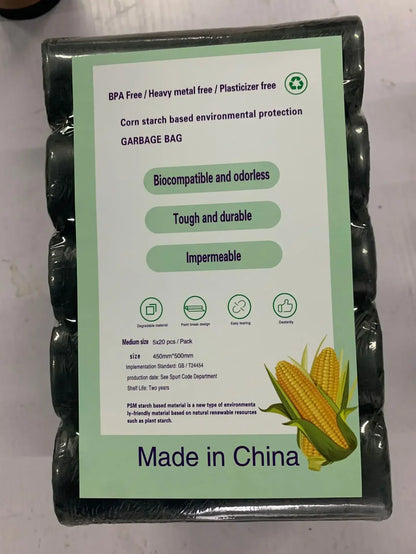 BPA Free / Heavy metal free / Plasticizer free
Corn starch based environmental protection
GARBAGE BAG
Biocompatible and odorless
Tough and durable
Impermeable
Degradable material
Point break design
Easy tearing
Dexterity
Medium size 5x20 pcs / Pack
size 450mm*500mm
Implementation Standard: GB / T24454
production date: See Spurt Code Department
Shelf Life: Two years
PSM starch based material is a new type of environmenta
ly-friendly material based on natural renewable resources
such as plant starch.
Made in China